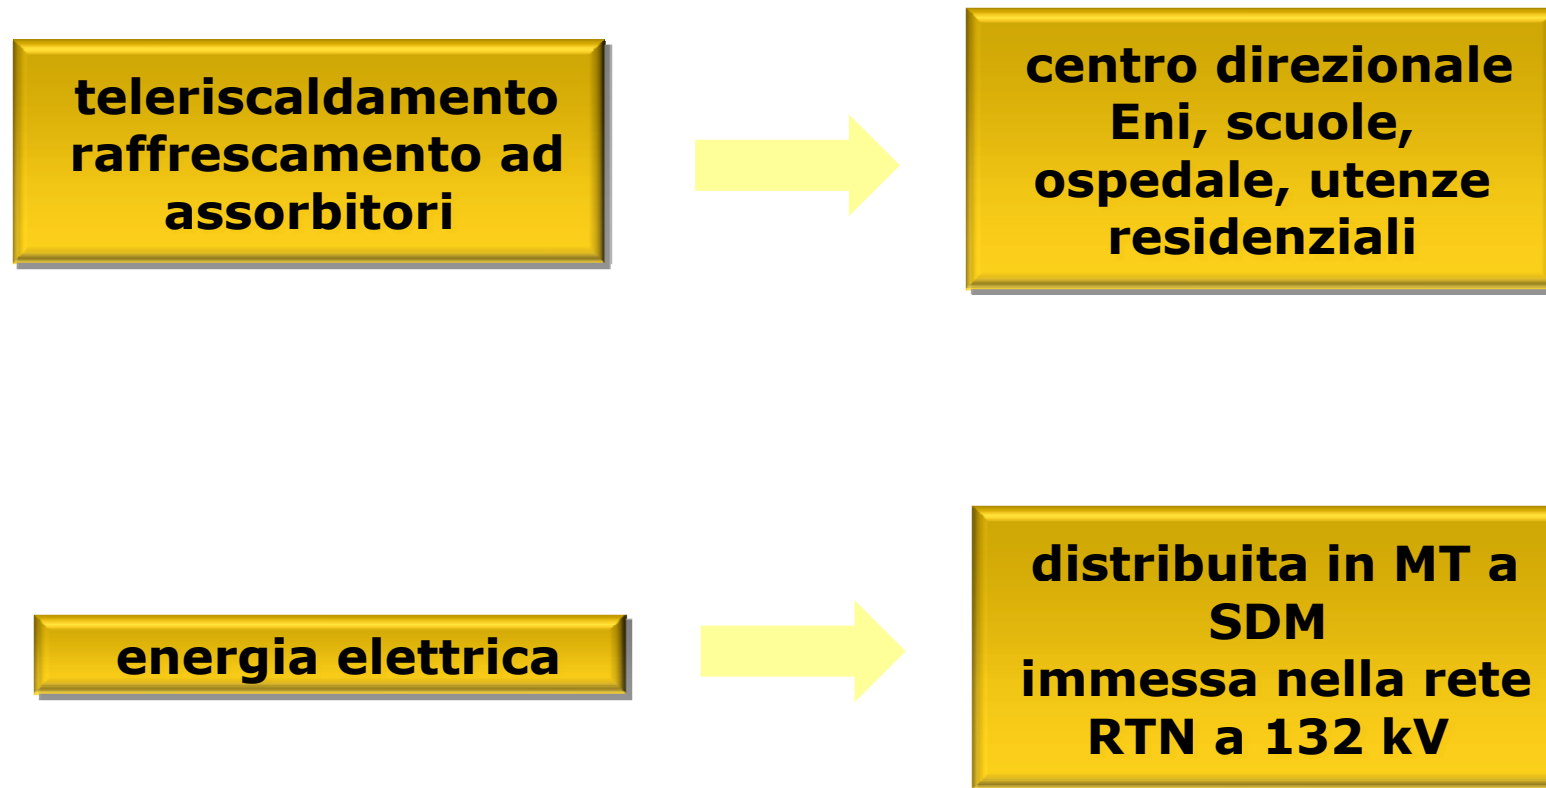 teleriscaldamento
raffrescamento ad
assorbitori
centro direzionale
Eni, scuole,
ospedale, utenze
residenziali
energia elettrica
distribuita in MT a
SDM
immessa nella rete
RTN a 132 kV